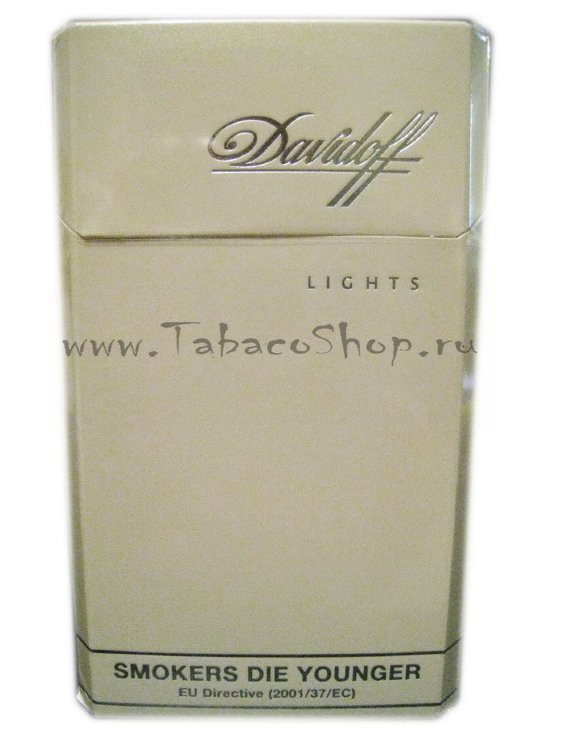 Davidoff
LIGHTS
www.TabacoShop.ru
SMOKERS DIE YOUNGER
EU Directive (2001/37/EC)